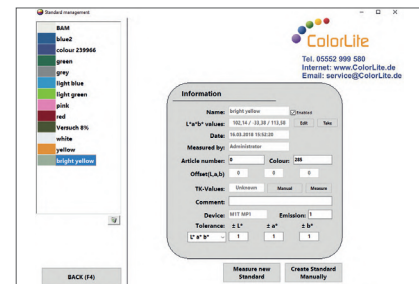 Standard management
BAM
blue2
colour 239966
green
grey
light blue
light green
pink
red
Versuch 8%
white
yellow
bright yellow
BACK (F4)
ColorLite
Tel. 05552 999 580
Internet: www.ColorLite.de
Email: service@ColorLite.de
Information
Name: bright yellow Enabled
L*a*b* values: 102,14 / -33,38 / 113,58 Edit Take
Date: 16.03.2018 15:52:20
Measured by: Administrator
Article number: 0 Colour: 285
Offset(L,a,b) 0 0 0
TK-Values: Unknown Manual Measure
Comment:
Device: M1T MP1 Emission: 1
Tolerance: ± L* ± a* ± b*
L* a* b* 1 1 1
Measure new Standard
Create Standard Manually